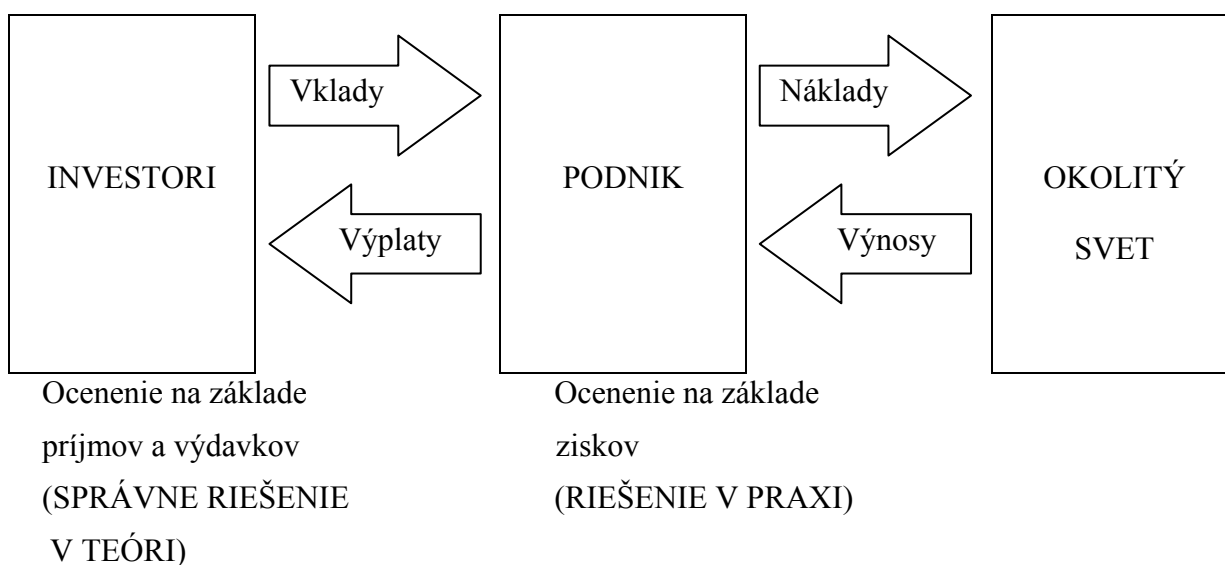 Vklady
Náklady
INVESTORI
PODNIK
OKOLITÝ
SVET
Výplaty
Výnosy
Ocenenie na základe
príjmov a výdavkov
(SPRÁVNE RIEŠENIE
V TEÓRI)
Ocenenie na základe
ziskov
(RIEŠENIE V PRAXI)